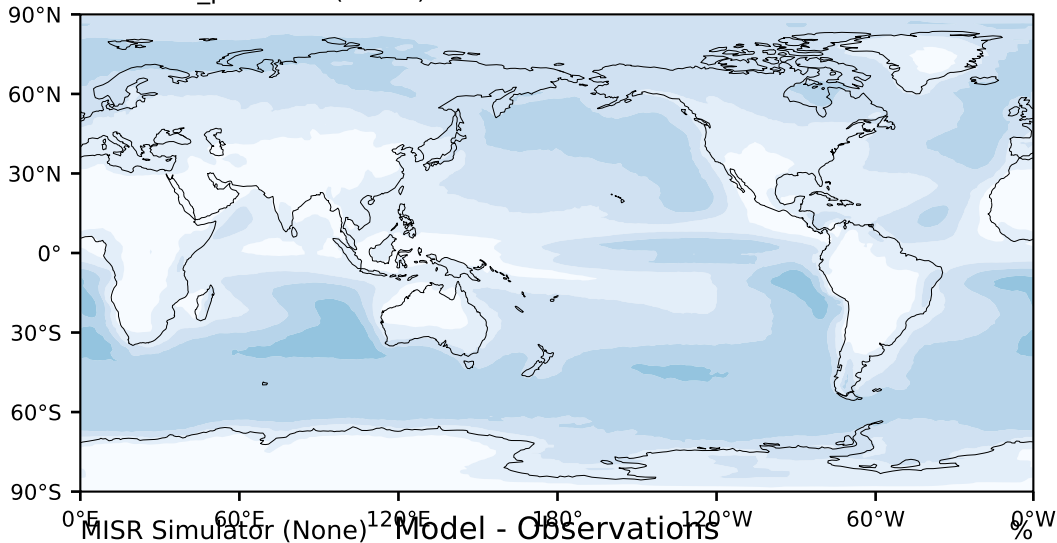 90°N
60°N
30°N
0°
30°S
60°S
90°S
0°E 60°E 120°E 180° 120°W 60°W 0°W
MISR Simulator (None) Model - Observations %